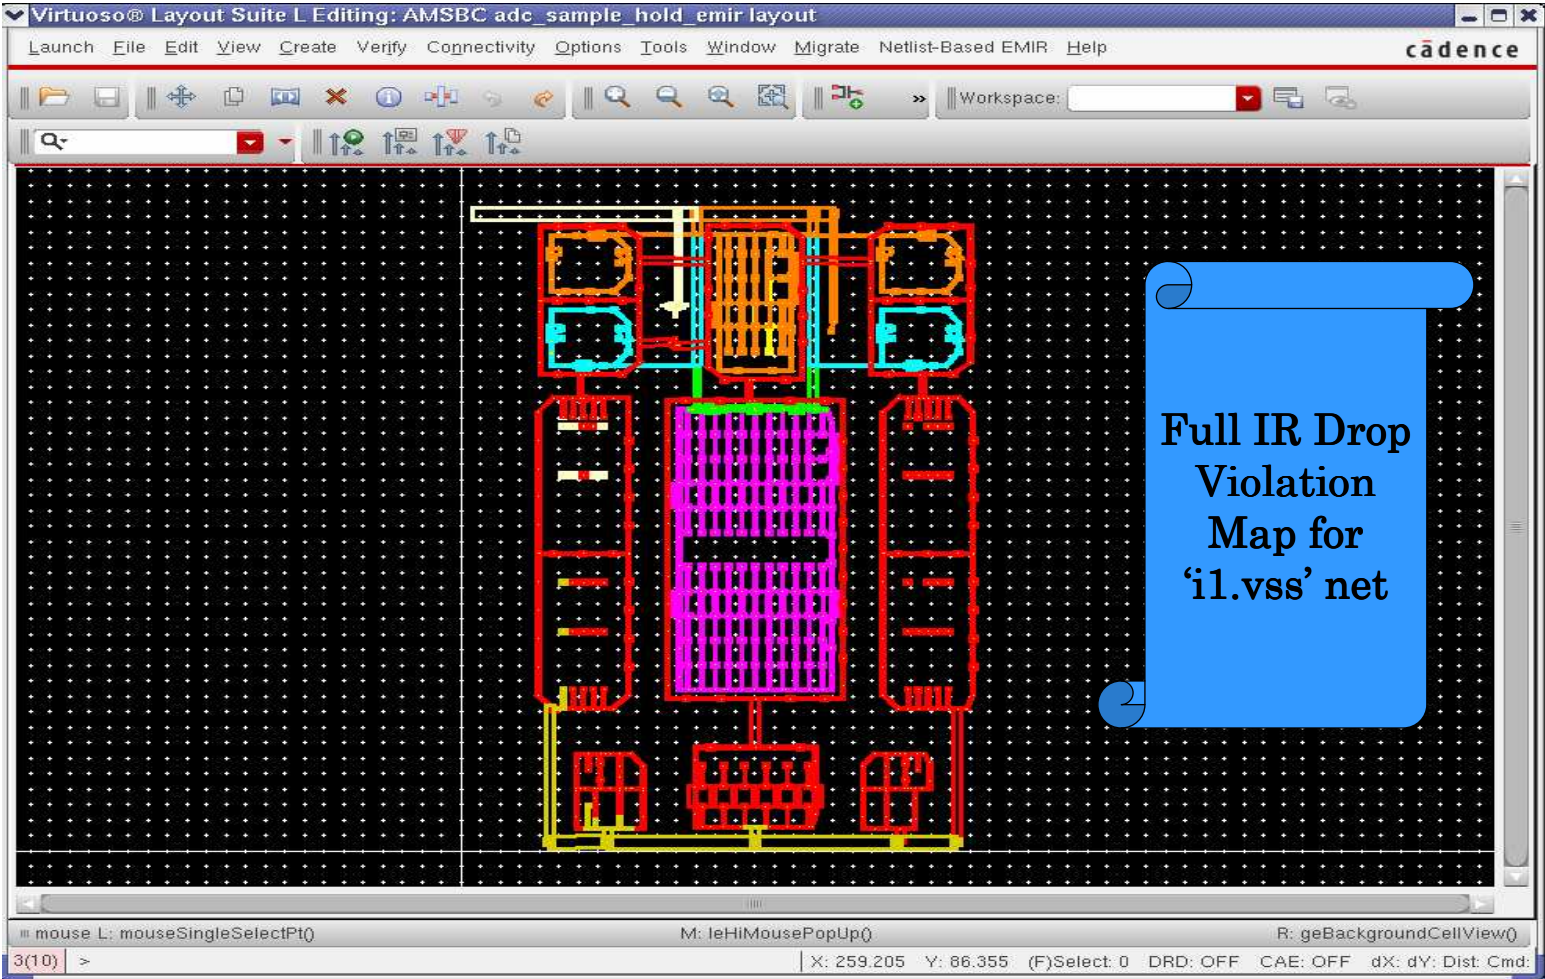 Virtuoso® Layout Suite L Editing: AMSBC adc_sample_hold_emir layout
Launch File Edit View Create Verify Connectivity Options Tools Window Migrate Netlist-Based EMIR Help
cādence
» Workspace:
Full IR Drop
Violation
Map for
‘i1.vss’ net
mouse L: mouseSingleSelectPt() M: leHiMousePopUp() R: geBackgroundCellView()
3(10) > X: 259.205 Y: 86.355 (F)Select: 0 DRD: OFF CAE: OFF dX: dY: Dist: Cmd: